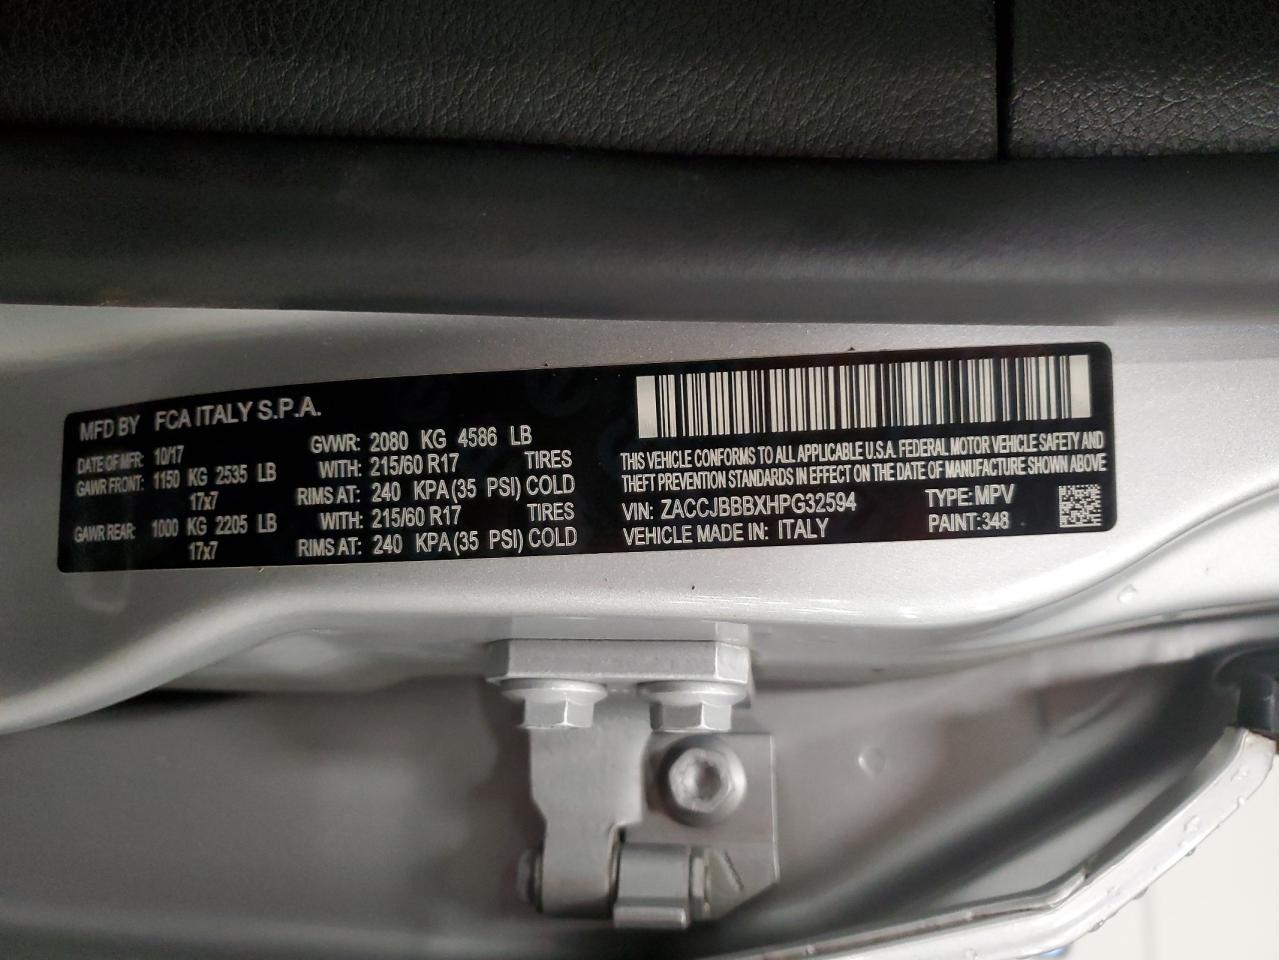 MFD BY FCA ITALY S.P.A.
DATE OF MFR: 10/17 GVWR: 2080 KG 4586 LB
GAWR FRONT: 1150 KG 2535 LB WITH: 215/60 R17 TIRES
17x7 RIMS AT: 240 KPA(35 PSI) COLD
GAWR REAR: 1000 KG 2205 LB WITH: 215/60 R17 TIRES
17x7 RIMS AT: 240 KPA(35 PSI) COLD
THIS VEHICLE CONFORMS TO ALL APPLICABLE U.S.A. FEDERAL MOTOR VEHICLE SAFETY AND
THEFT PREVENTION STANDARDS IN EFFECT ON THE DATE OF MANUFACTURE SHOWN ABOVE
VIN: ZACCJBBBXHPG32594 TYPE: MPV
VEHICLE MADE IN: ITALY PAINT: 348